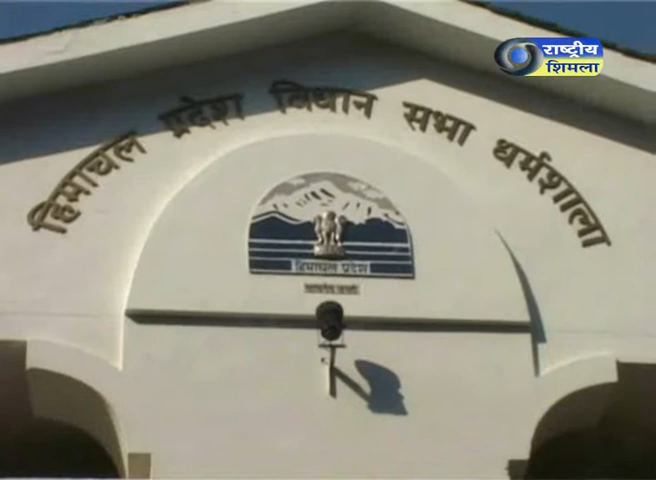 राष्ट्रीय
शिमला
हिमाचल प्रदेश विधान सभा धर्मशाला
हिमाचल प्रदेश